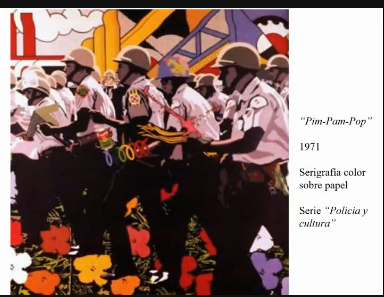 “Pim-Pam-Pop”
1971
Serigrafía color
sobre papel
Serie “Policía y
cultura”